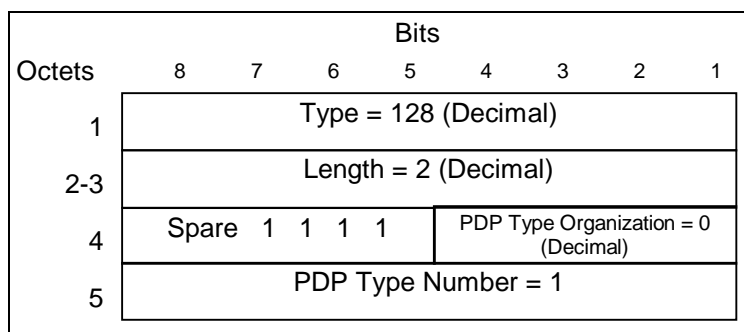 Bits
Octets 8 7 6 5 4 3 2 1
1 Type = 128 (Decimal)
2-3 Length = 2 (Decimal)
4 Spare 1 1 1 1 PDP Type Organization = 0
(Decimal)
5 PDP Type Number = 1